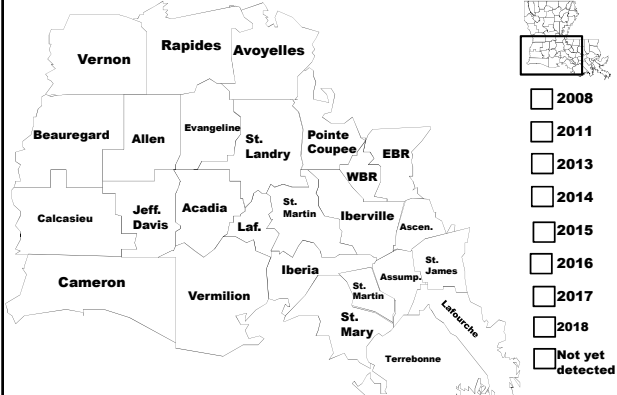 Vernon
Rapides
Avoyelles
Beauregard
Allen
Evangeline
St.
Landry
Pointe
Coupee
EBR
WBR
Calcasieu
Jeff.
Davis
Acadia
Laf.
St.
Martin
Iberville
Ascen.
Cameron
Vermilion
Iberia
St.
Martin
Assump.
St.
James
St.
Mary
Lafourche
Terrebonne
2008
2011
2013
2014
2015
2016
2017
2018
Not yet
detected